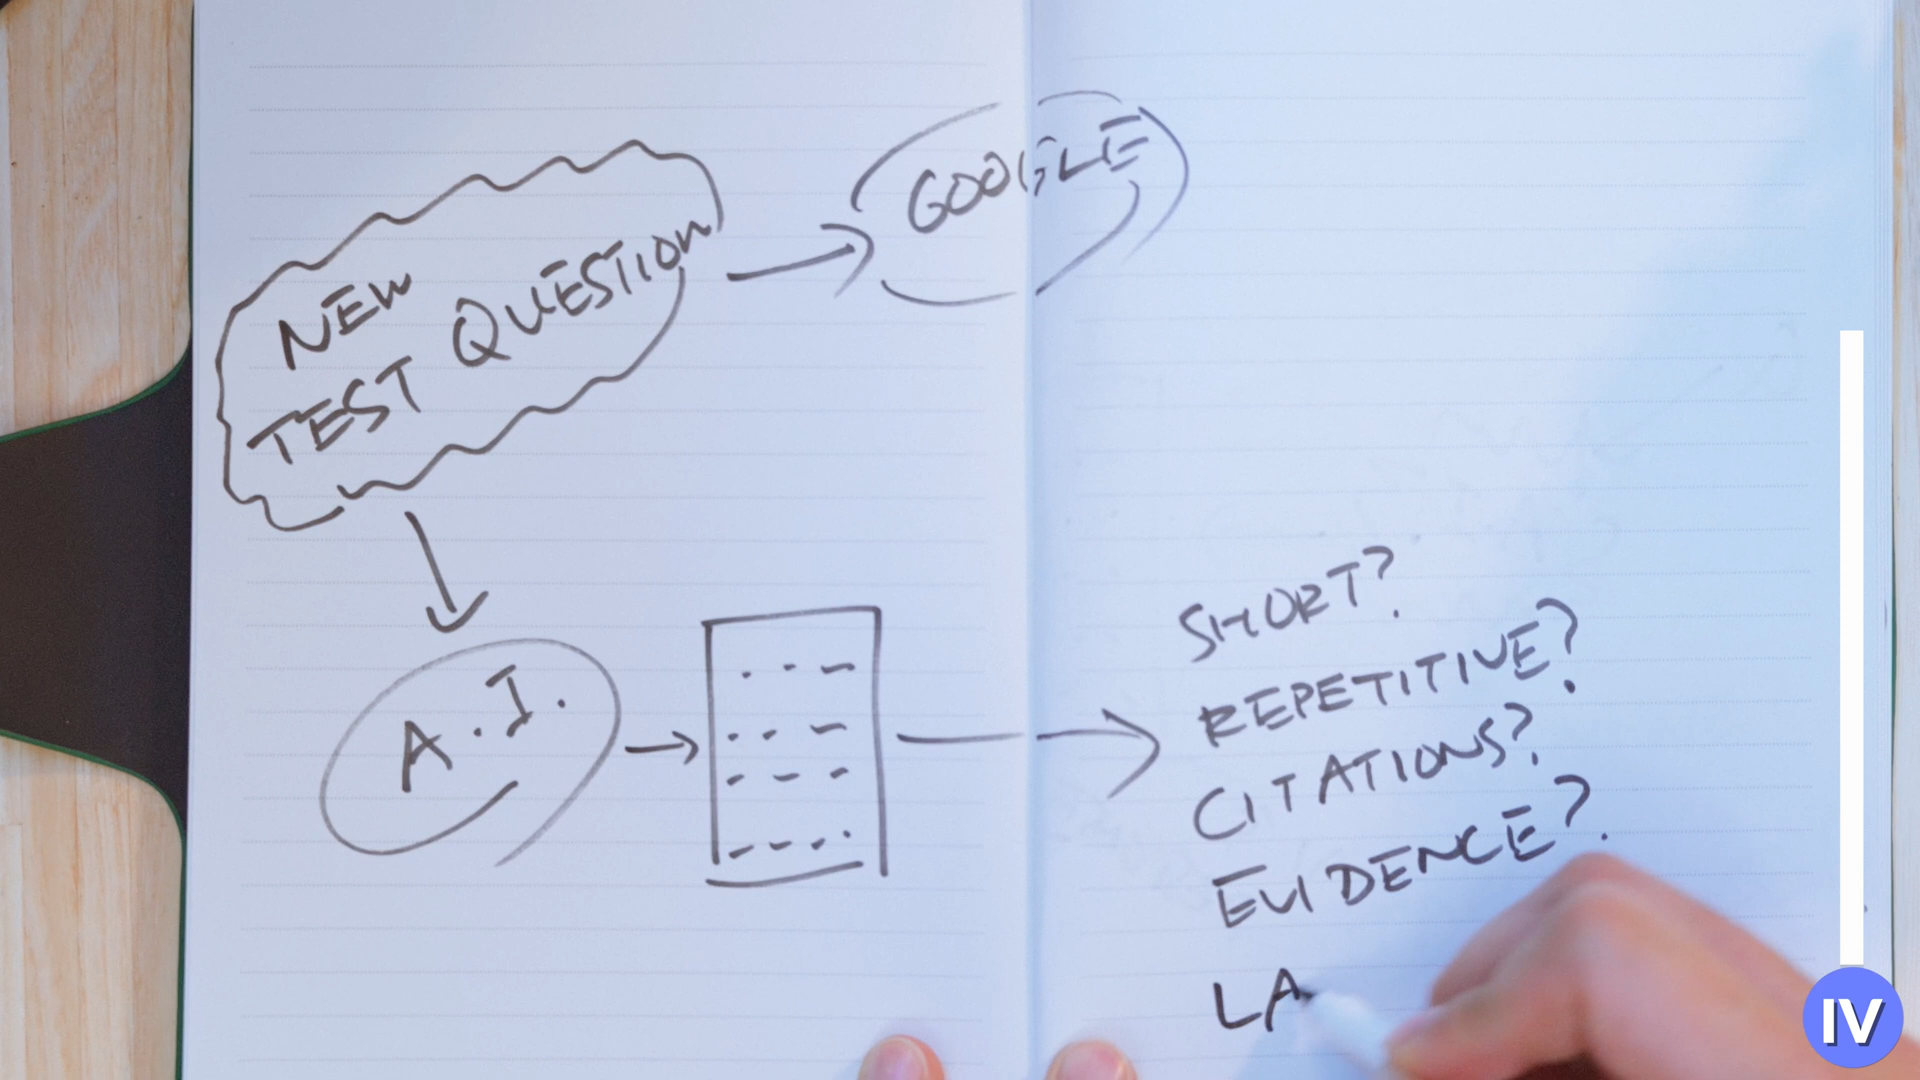 NEW
TEST QUESTION
GOOGLE
A.I.
SHORT?
REPETITIVE?
CITATIONS?
EVIDENCE?
LA
IV